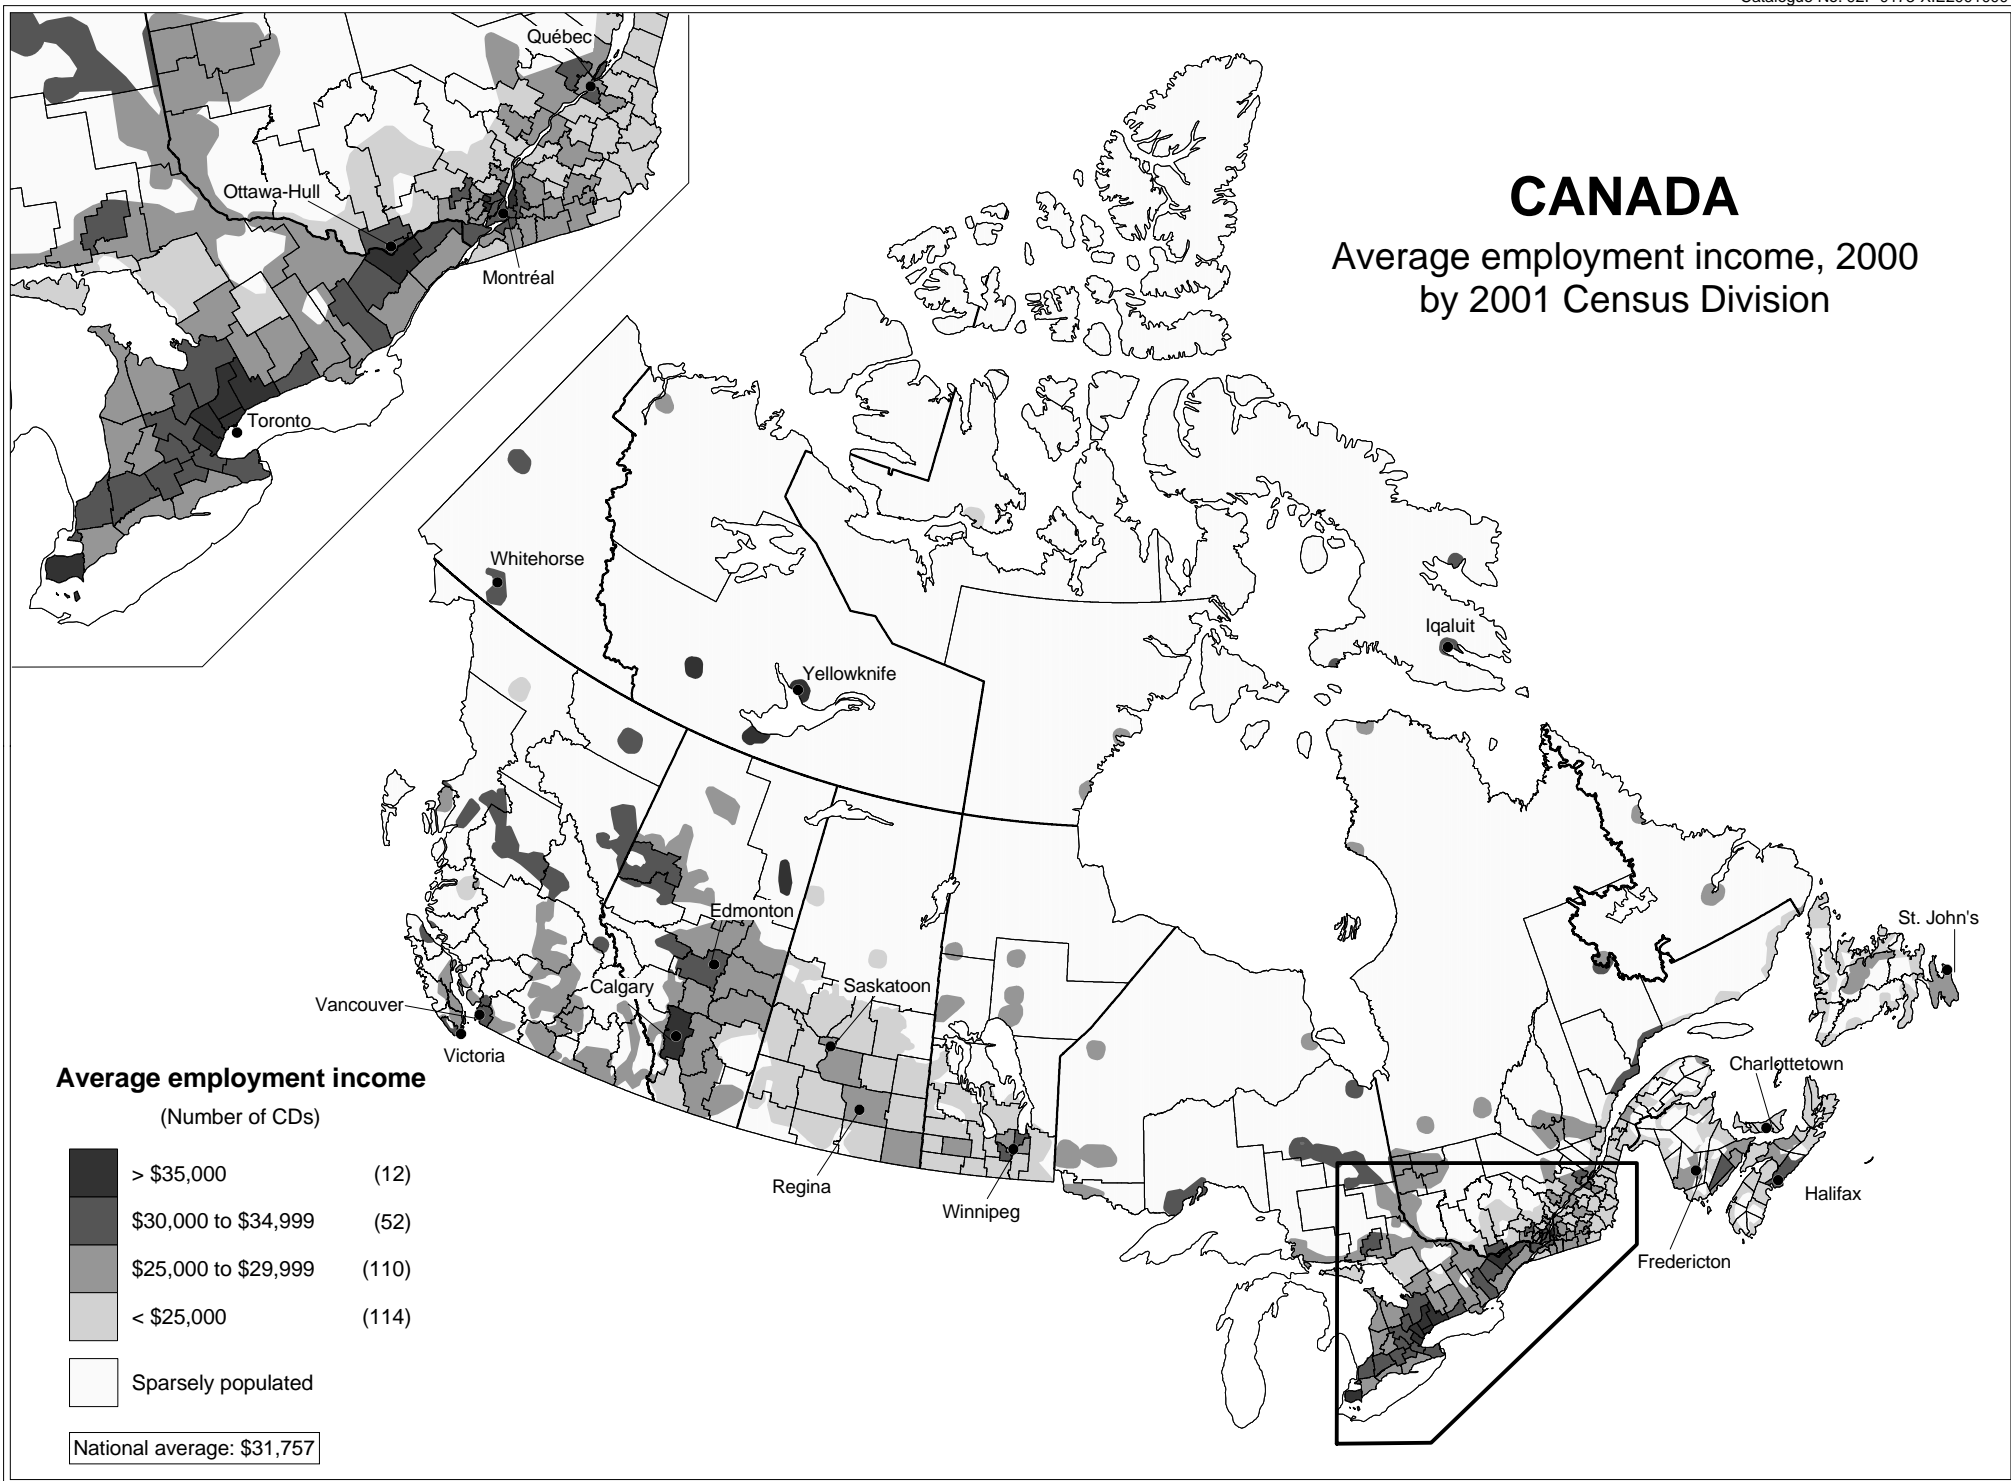 CANADA
Average employment income, 2000
by 2001 Census Division
Québec
Ottawa-Hull
Montréal
Toronto
Whitehorse
Yellowknife
Iqaluit
Edmonton
Calgary
Saskatoon
Vancouver
Victoria
Regina
Winnipeg
St. John's
Charlottetown
Halifax
Fredericton
Average employment income
(Number of CDs)
> $35,000 (12)
$30,000 to $34,999 (52)
$25,000 to $29,999 (110)
< $25,000 (114)
Sparsely populated
National average: $31,757